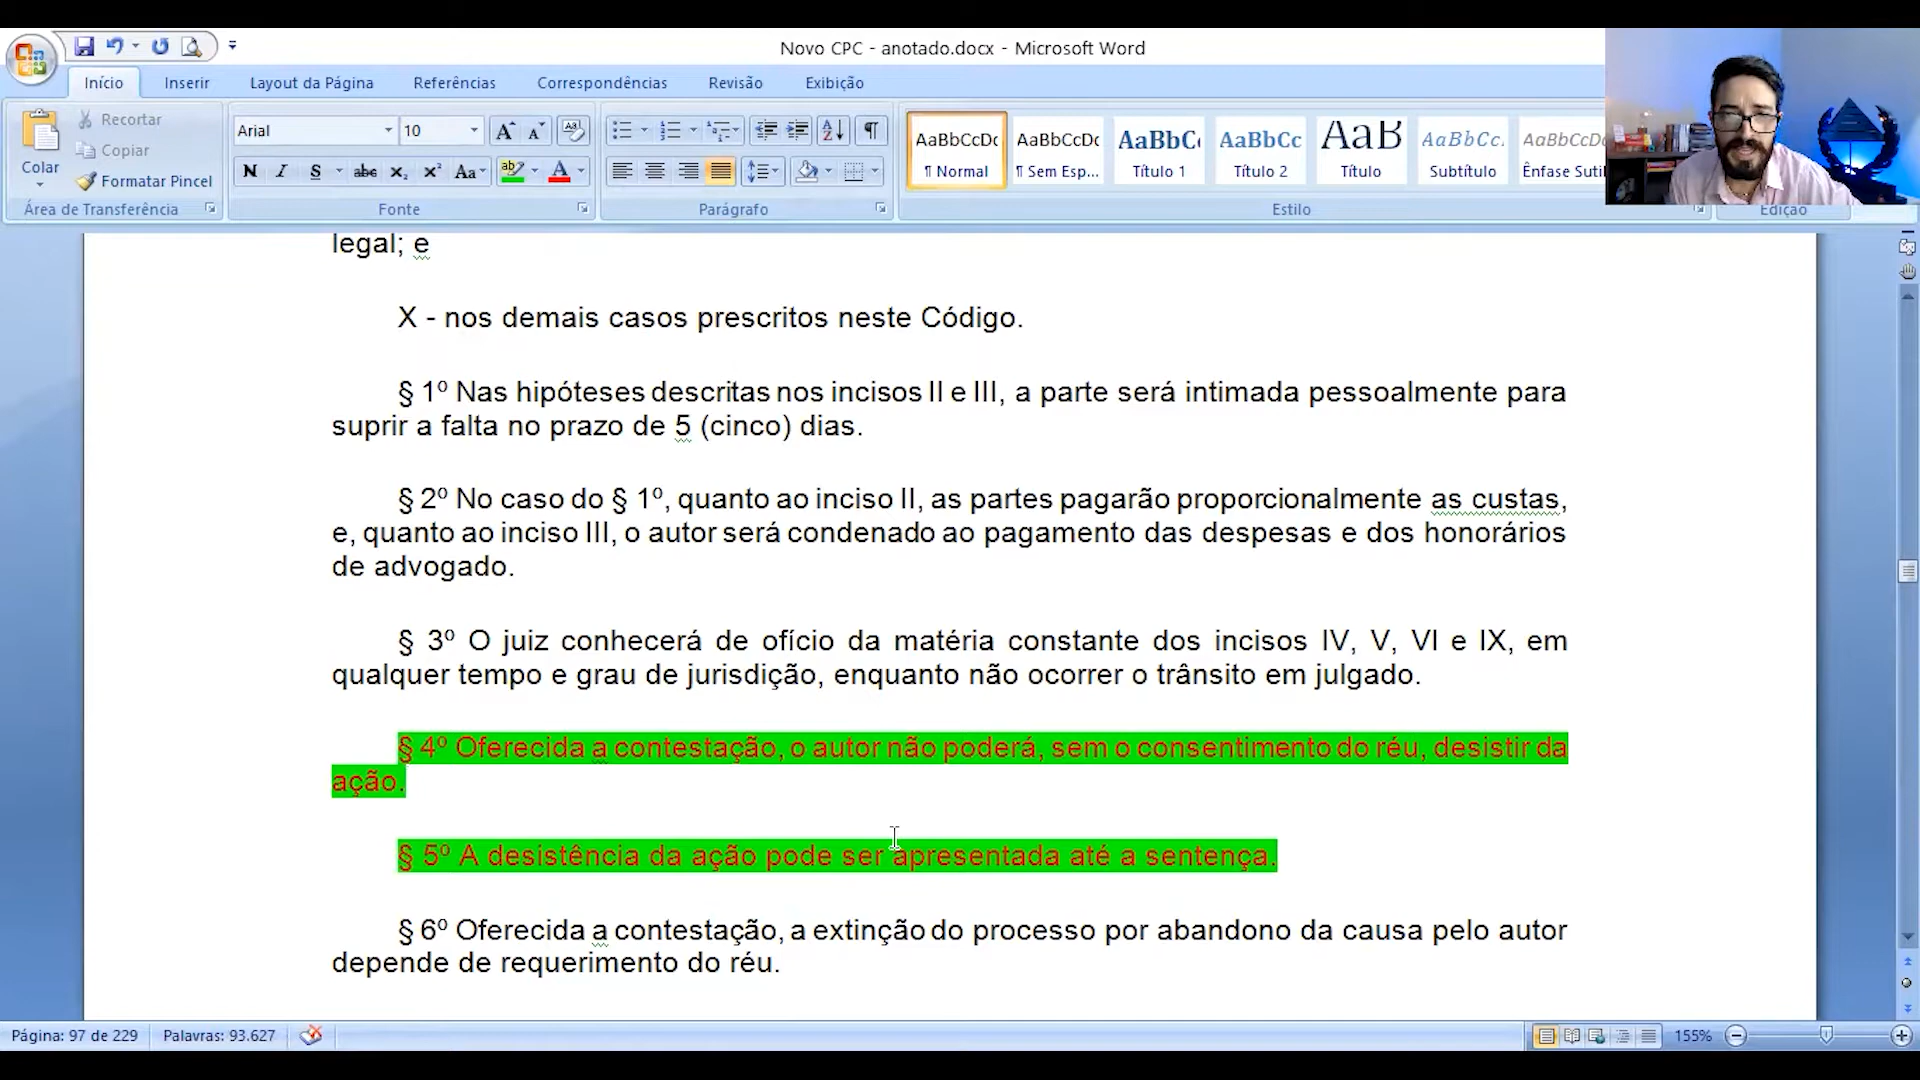 Novo CPC - anotado.docx - Microsoft Word
Início Inserir Layout da Página Referências Correspondências Revisão Exibição
Colar
Recortar
Copiar
Formatar Pincel
Área de Transferência
Arial 10
N I S abc x₂ x² Aa ab A
Fonte
Parágrafo
AaBbCcDc AaBbCcDc AaBbC AaBbCc AaB AaBbCc. AaBbCcDc
¶ Normal ¶ Sem Esp... Título 1 Título 2 Título Subtítulo Ênfase Sutil
Estilo
Edição
legal; e
X - nos demais casos prescritos neste Código.
§ 1º Nas hipóteses descritas nos incisos II e III, a parte será intimada pessoalmente para
suprir a falta no prazo de 5 (cinco) dias.
§ 2º No caso do § 1º, quanto ao inciso II, as partes pagarão proporcionalmente as custas,
e, quanto ao inciso III, o autor será condenado ao pagamento das despesas e dos honorários
de advogado.
§ 3º O juiz conhecerá de ofício da matéria constante dos incisos IV, V, VI e IX, em
qualquer tempo e grau de jurisdição, enquanto não ocorrer o trânsito em julgado.
§ 4º Oferecida a contestação, o autor não poderá, sem o consentimento do réu, desistir da
ação.
§ 5º A desistência da ação pode ser apresentada até a sentença.
§ 6º Oferecida a contestação, a extinção do processo por abandono da causa pelo autor
depende de requerimento do réu.
Página: 97 de 229 Palavras: 93.627 155%